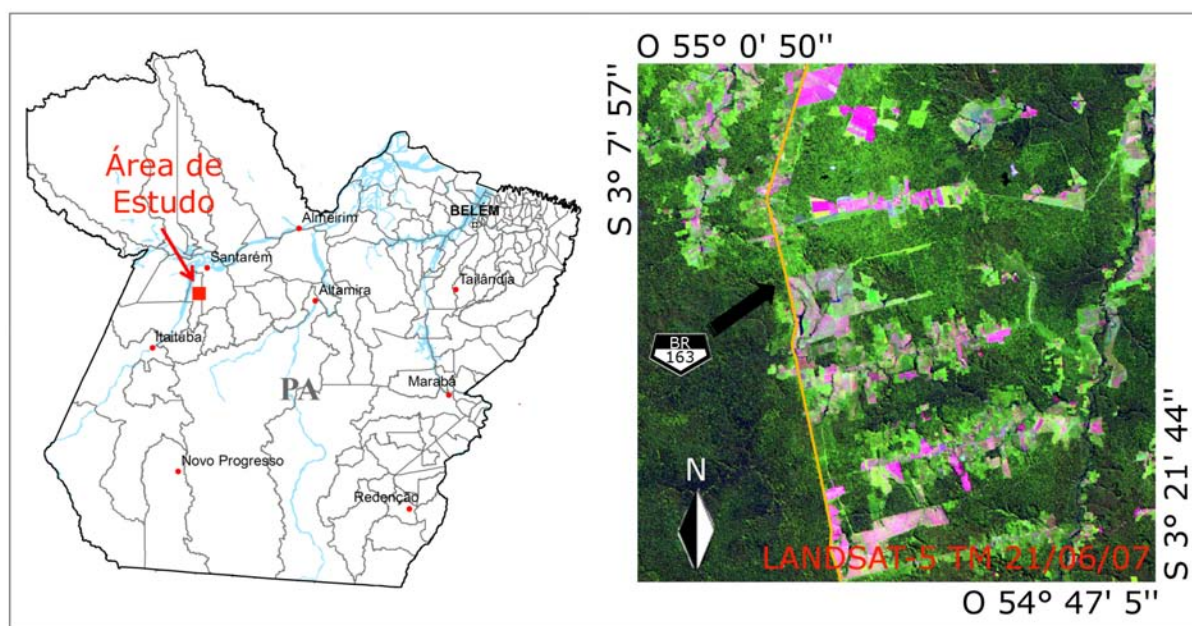 Área de
Estudo
Almeirim
BELEM
Santarém
Tailândia
Altamira
Itaituba
PA
Marabá
Novo Progresso
Redenção
O 55° 0' 50''
S 3° 7' 57''
BR
163
N
LANDSAT-5 TM 21/06/07
S 3° 21' 44''
O 54° 47' 5''